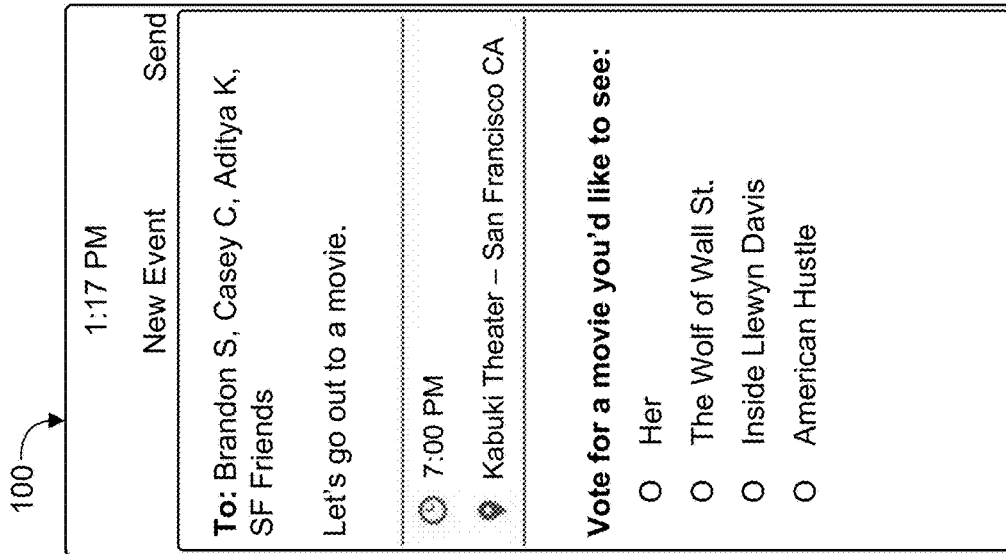 100
1:17 PM
New Event Send
To: Brandon S, Casey C, Aditya K,
SF Friends
Let's go out to a movie.
7:00 PM
Kabuki Theater – San Francisco CA
Vote for a movie you'd like to see:
O Her
O The Wolf of Wall St.
O Inside Llewyn Davis
O American Hustle